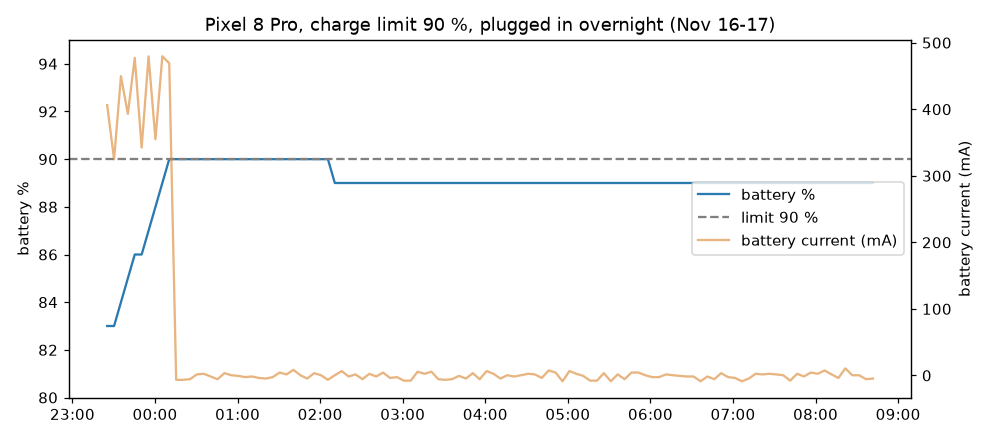 Pixel 8 Pro, charge limit 90 %, plugged in overnight (Nov 16-17)
battery %
94
92
90
88
86
84
82
80
500
400
300
200
100
0
battery current (mA)
battery %
limit 90 %
battery current (mA)
23:00 00:00 01:00 02:00 03:00 04:00 05:00 06:00 07:00 08:00 09:00